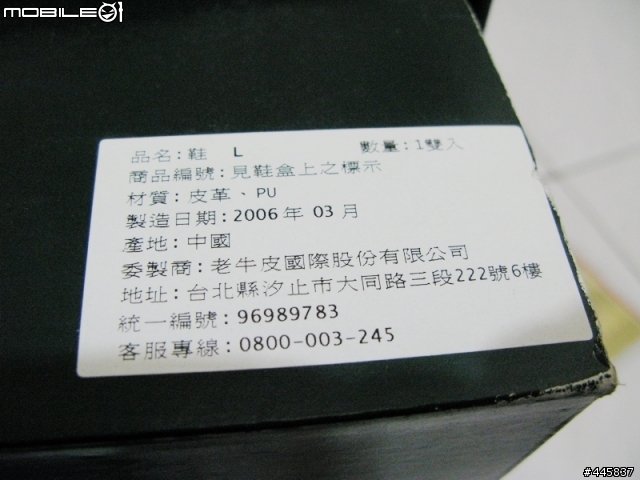 MOBILE01
品名:鞋 L 數量:1雙入
商品編號:見鞋盒上之標示
材質:皮革、PU
製造日期:2006年 03月
產地:中國
委製商:老牛皮國際股份有限公司
地址:台北縣汐止市大同路三段222號6樓
統一編號:96989783
客服專線:0800-003-245
#445837